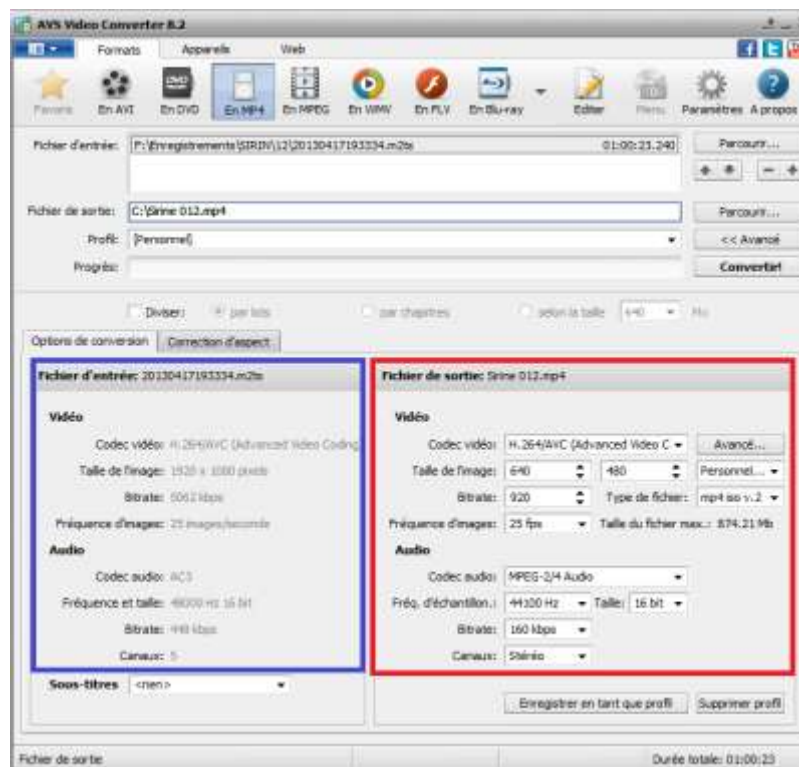 AVS Video Converter 8.2
Formats Appareils Web
Favoris En AVI En DVD En MP4 En MPEG En WMV En FLV En Blu-ray Editer Menu Paramètres A propos
Fichier d'entrée: F:\Enregistrements\SIRIN\12\20130417193334.m2ts 01:00:23.240 Parcourir...
Fichier de sortie: C:\Sirine 012.mp4 Parcourir...
Profil: [Personnel] << Avancé
Progrès: Convertir!
Diviser: par lots par chapitres selon la taille 640 Mo
Options de conversion Correction d'aspect
Fichier d'entrée: 20130417193334.m2ts
Vidéo
Codec vidéo: H.264/AVC (Advanced Video Coding
Taille de l'image: 1920 x 1080 pixels
Bitrate: kbps
Fréquence d'images: 25 images/seconde
Audio
Codec audio: AC3
Fréquence et taille: 48000 Hz 16 bit
Bitrate: 448 kbps
Canaux: 5
Sous-titres <rien>
Fichier de sortie: Sirine 012.mp4
Vidéo
Codec vidéo: H.264/AVC (Advanced Video C Avancé...
Taille de l'image: 640 480 Personnel...
Bitrate: 920 Type de fichier: mp4 iso v.2
Fréquence d'images: 25 fps Taille du fichier max.: 874.21 Mb
Audio
Codec audio: MPEG-2/4 Audio
Fréq. d'échantillon.: 44100 Hz Taille: 16 bit
Bitrate: 160 kbps
Canaux: Stéréo
Enregistrer en tant que profil Supprimer profil
Fichier de sortie Durée totale: 01:00:23